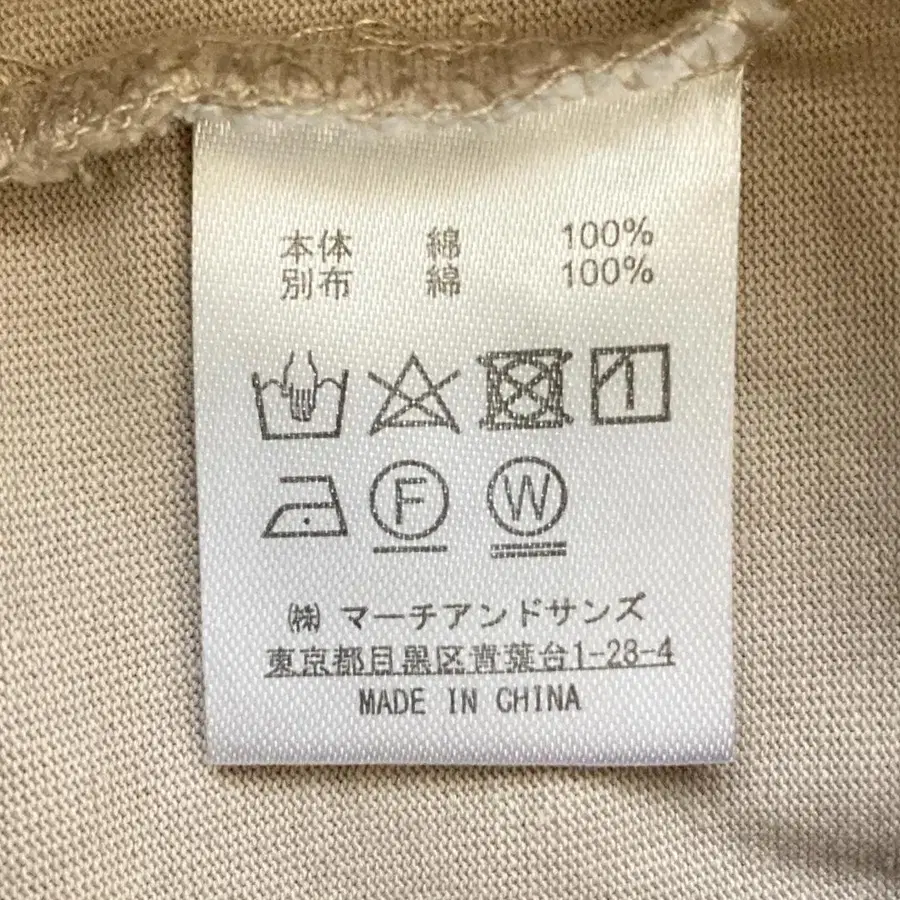 本体 綿 100%
別布 綿 100%
F W
㈱ マーチアンドサンズ
東京都目黒区青葉台1-28-4
MADE IN CHINA